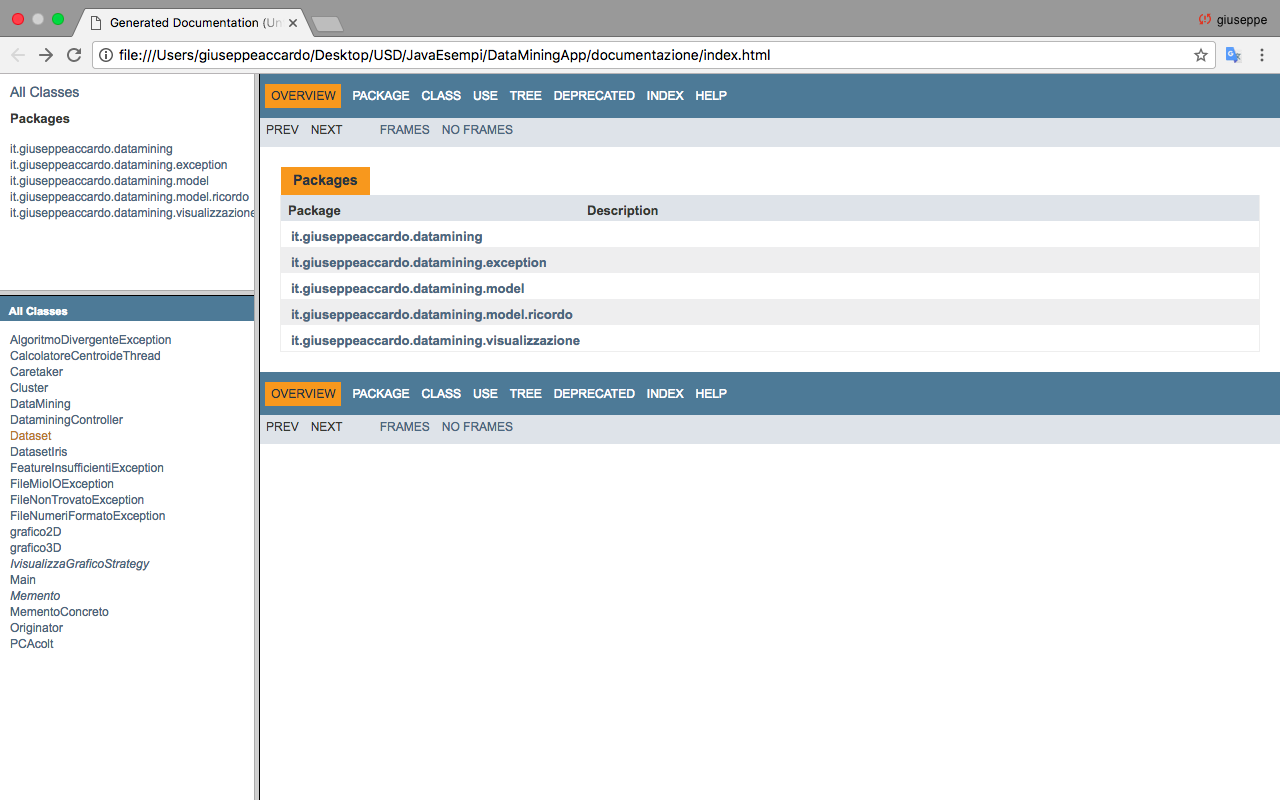 Generated Documentation (Un
giuseppe
file:///Users/giuseppeaccardo/Desktop/USD/JavaEsempi/DataMiningApp/documentazione/index.html
All Classes
Packages
it.giuseppeaccardo.datamining
it.giuseppeaccardo.datamining.exception
it.giuseppeaccardo.datamining.model
it.giuseppeaccardo.datamining.model.ricordo
it.giuseppeaccardo.datamining.visualizzazione
All Classes
AlgoritmoDivergenteException
CalcolatoreCentroideThread
Caretaker
Cluster
DataMining
DataminingController
Dataset
DatasetIris
FeatureInsufficientiException
FileMioIOException
FileNonTrovatoException
FileNumeriFormatoException
grafico2D
grafico3D
IvisualizzaGraficoStrategy
Main
Memento
MementoConcreto
Originator
PCAcolt
OVERVIEW PACKAGE CLASS USE TREE DEPRECATED INDEX HELP
PREV NEXT FRAMES NO FRAMES
Packages
Package Description
it.giuseppeaccardo.datamining
it.giuseppeaccardo.datamining.exception
it.giuseppeaccardo.datamining.model
it.giuseppeaccardo.datamining.model.ricordo
it.giuseppeaccardo.datamining.visualizzazione
OVERVIEW PACKAGE CLASS USE TREE DEPRECATED INDEX HELP
PREV NEXT FRAMES NO FRAMES